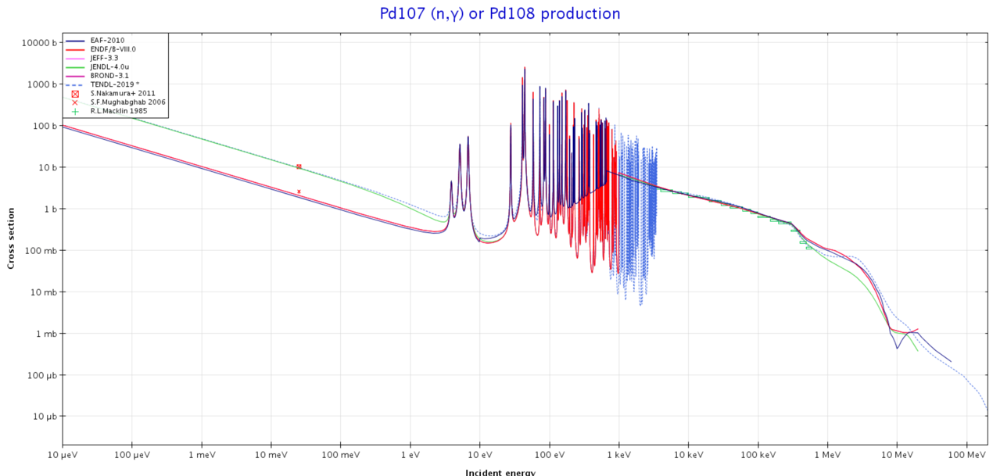 Pd107 (n,γ) or Pd108 production
10000 b
1000 b
100 b
10 b
1 b
100 mb
10 mb
1 mb
100 μb
10 μb
Cross section
EAF-2010
ENDF/B-VIII.0
JEFF-3.3
JENDL-4.0u
BROND-3.1
TENDL-2019 *
S.Nakamura+ 2011
S.F.Mughabghab 2006
R.L.Macklin 1985
10 μeV
100 μeV
1 meV
10 meV
100 meV
1 eV
10 eV
100 eV
1 keV
10 keV
100 keV
1 MeV
10 MeV
100 MeV
Incident energy